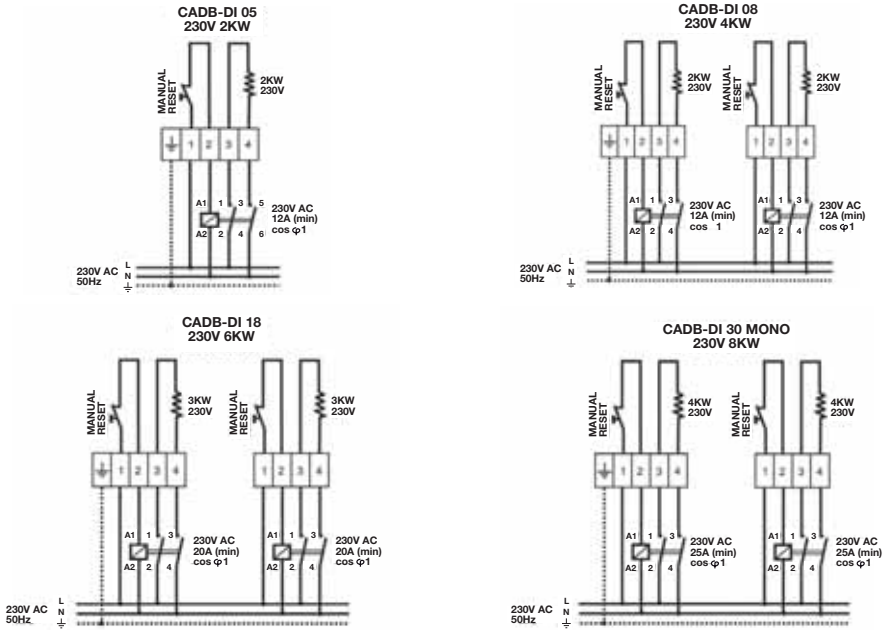 CADB-DI 05
230V 2KW
MANUAL
RESET
2KW
230V
1 2 3 4
A1 1 3 5
A2 2 4 6
230V AC
12A (min)
cos φ1
230V AC
50Hz
L
N
CADB-DI 08
230V 4KW
MANUAL
RESET
2KW
230V
MANUAL
RESET
2KW
230V
1 2 3 4
1 2 3 4
A1 1 3
A2 2 4
230V AC
12A (min)
cos 1
A1 1 3
A2 2 4
230V AC
12A (min)
cos φ1
230V AC
50Hz
L
N
CADB-DI 18
230V 6KW
MANUAL
RESET
3KW
230V
MANUAL
RESET
3KW
230V
1 2 3 4
1 2 3 4
A1 1 3
A2 2 4
230V AC
20A (min)
cos φ1
A1 1 3
A2 2 4
230V AC
20A (min)
cos φ1
230V AC
50Hz
L
N
CADB-DI 30 MONO
230V 8KW
MANUAL
RESET
4KW
230V
MANUAL
RESET
4KW
230V
1 2 3 4
1 2 3 4
A1 1 3
A2 2 4
230V AC
25A (min)
cos φ1
A1 1 3
A2 2 4
230V AC
25A (min)
cos φ1
230V AC
50Hz
L
N